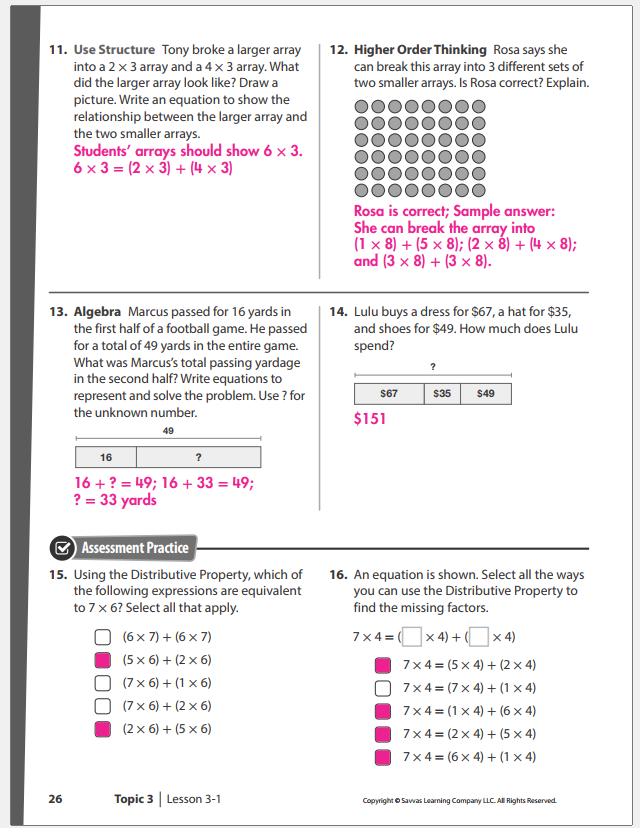 11. Use Structure Tony broke a larger array
into a 2 × 3 array and a 4 × 3 array. What
did the larger array look like? Draw a
picture. Write an equation to show the
relationship between the larger array and
the two smaller arrays.
Students' arrays should show 6 × 3.
6 × 3 = (2 × 3) + (4 × 3)
12. Higher Order Thinking Rosa says she
can break this array into 3 different sets of
two smaller arrays. Is Rosa correct? Explain.
Rosa is correct; Sample answer:
She can break the array into
(1 × 8) + (5 × 8); (2 × 8) + (4 × 8);
and (3 × 8) + (3 × 8).
13. Algebra Marcus passed for 16 yards in
the first half of a football game. He passed
for a total of 49 yards in the entire game.
What was Marcus's total passing yardage
in the second half? Write equations to
represent and solve the problem. Use ? for
the unknown number.
49
16 ?
16 + ? = 49; 16 + 33 = 49;
? = 33 yards
14. Lulu buys a dress for $67, a hat for $35,
and shoes for $49. How much does Lulu
spend?
?
$67 $35 $49
$151
Assessment Practice
15. Using the Distributive Property, which of
the following expressions are equivalent
to 7 × 6? Select all that apply.
(6 × 7) + (6 × 7)
(5 × 6) + (2 × 6)
(7 × 6) + (1 × 6)
(7 × 6) + (2 × 6)
(2 × 6) + (5 × 6)
16. An equation is shown. Select all the ways
you can use the Distributive Property to
find the missing factors.
7 × 4 = ( × 4) + ( × 4)
7 × 4 = (5 × 4) + (2 × 4)
7 × 4 = (7 × 4) + (1 × 4)
7 × 4 = (1 × 4) + (6 × 4)
7 × 4 = (2 × 4) + (5 × 4)
7 × 4 = (6 × 4) + (1 × 4)
26 Topic 3 | Lesson 3-1
Copyright © Savvas Learning Company LLC. All Rights Reserved.